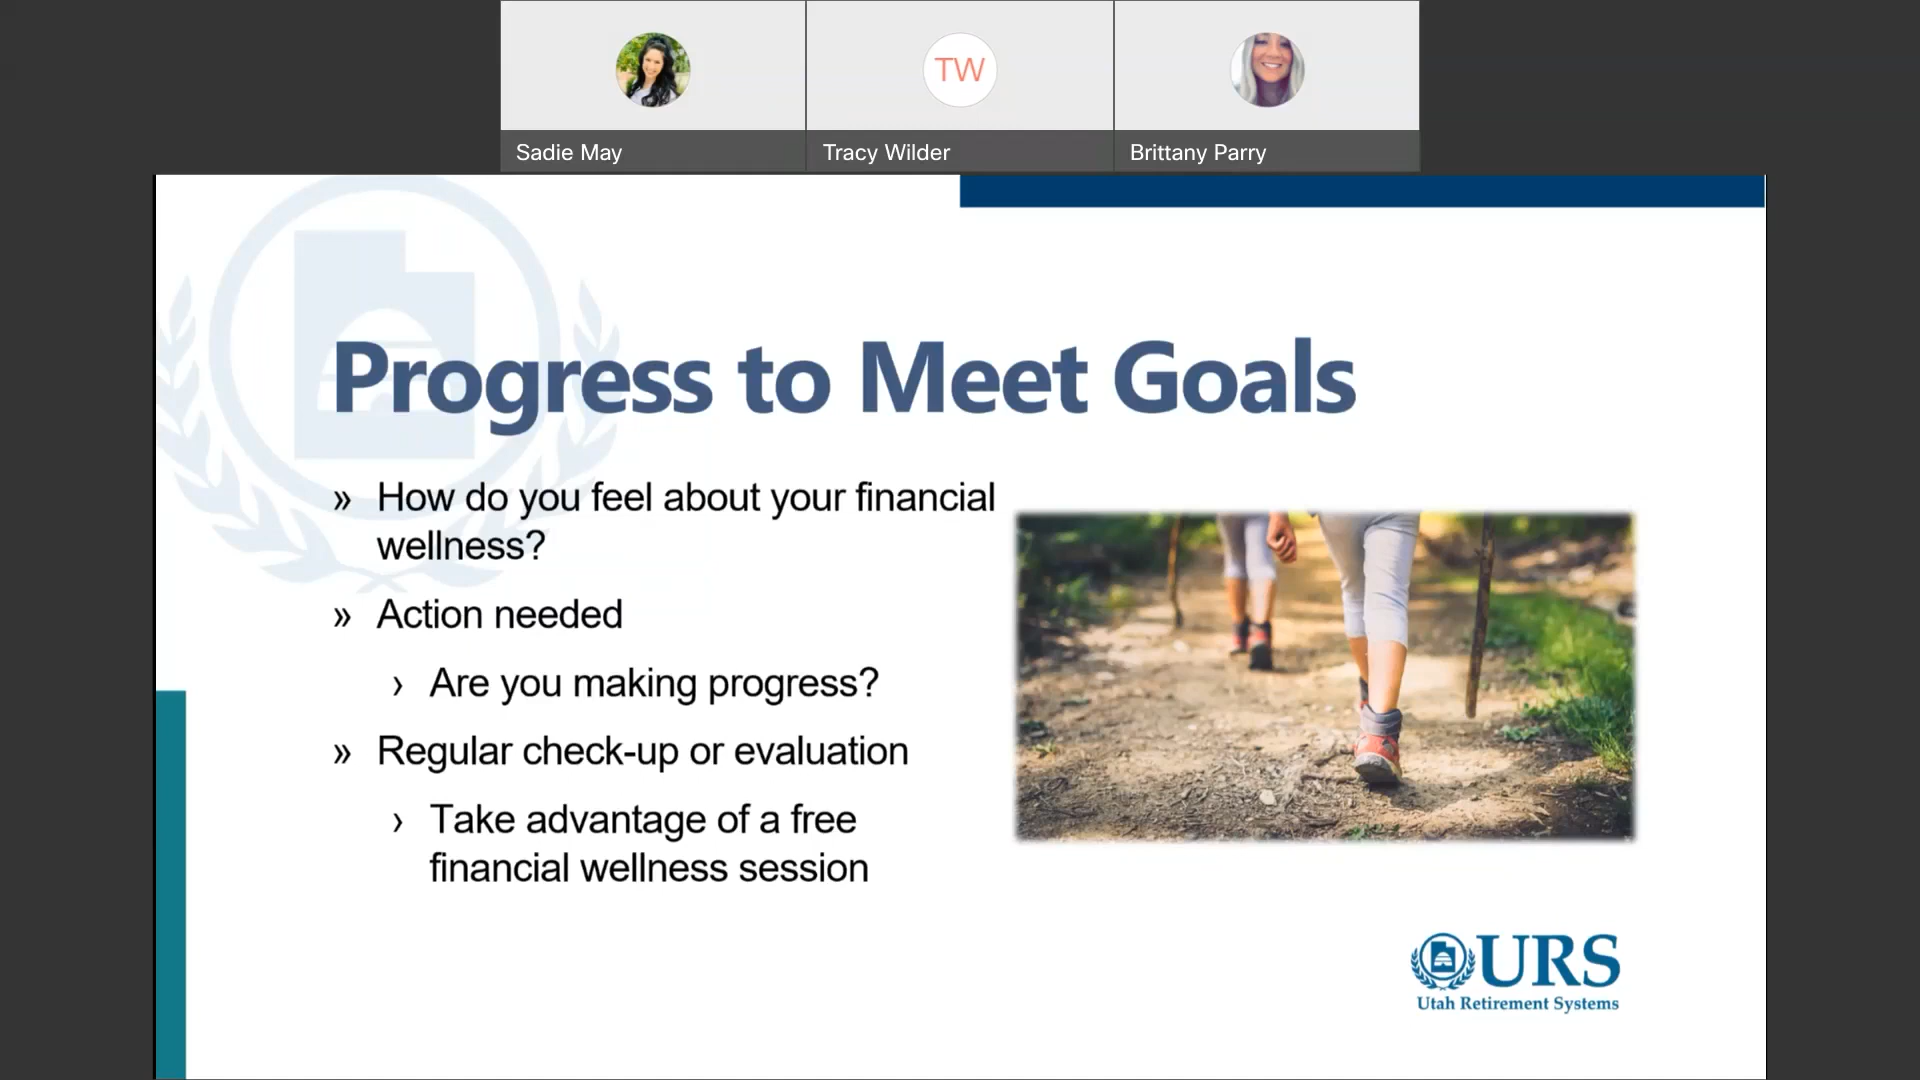 TW
Sadie May
Tracy Wilder
Brittany Parry
Progress to Meet Goals
» How do you feel about your financial
wellness?
» Action needed
› Are you making progress?
» Regular check-up or evaluation
› Take advantage of a free
financial wellness session
URS
Utah Retirement Systems